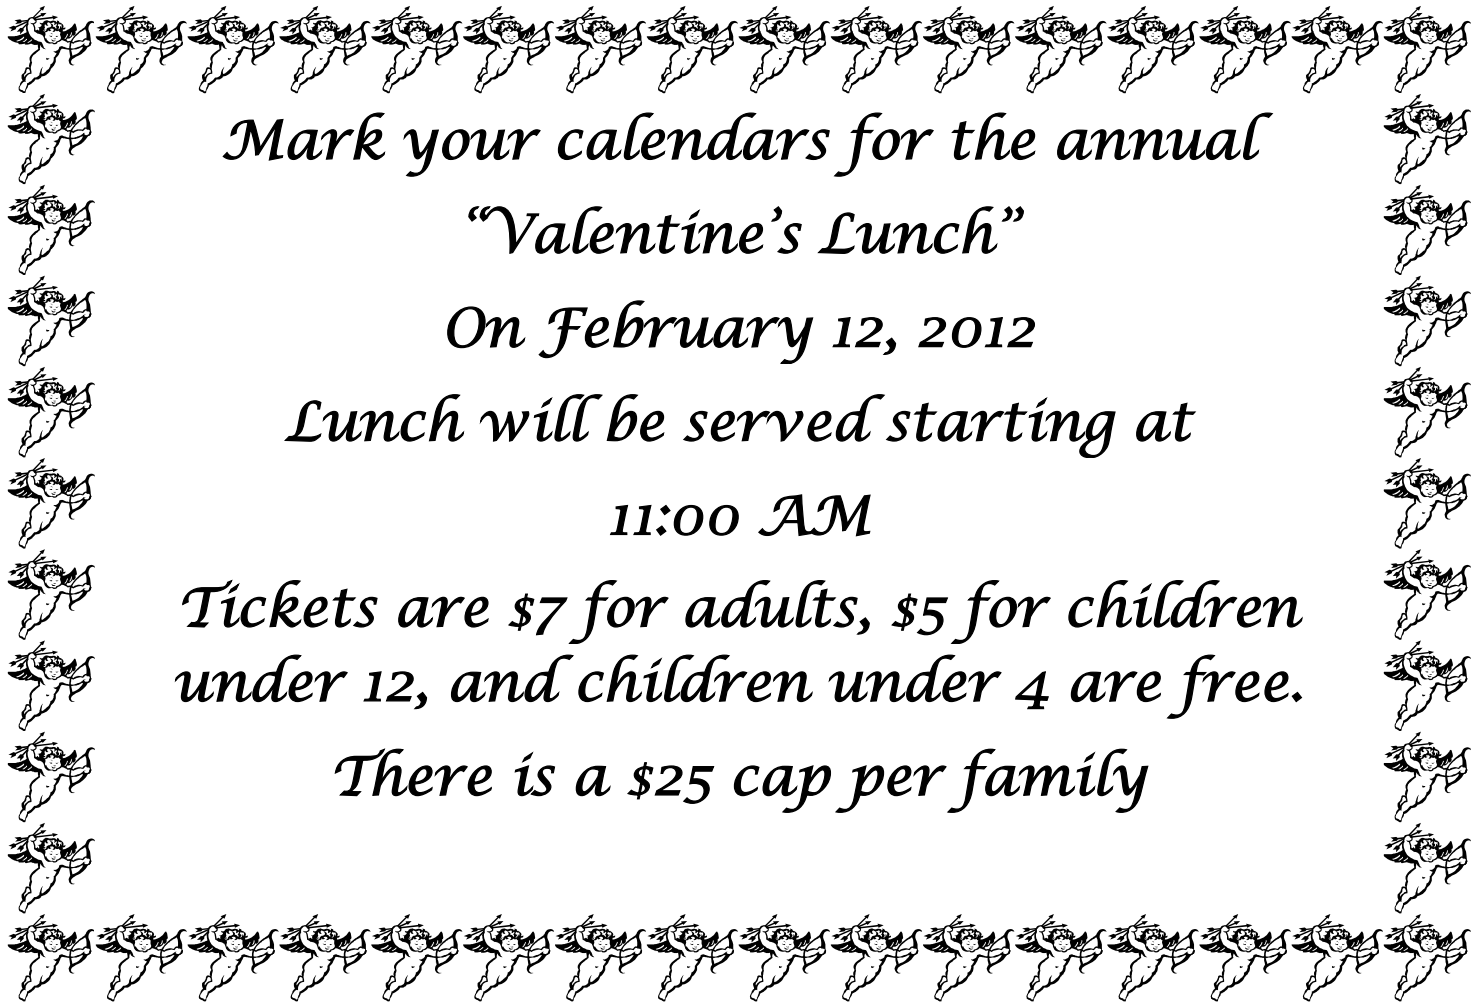 Mark your calendars for the annual
“Valentine’s Lunch”
On February 12, 2012
Lunch will be served starting at
11:00 AM
Tickets are $7 for adults, $5 for children
under 12, and children under 4 are free.
There is a $25 cap per family